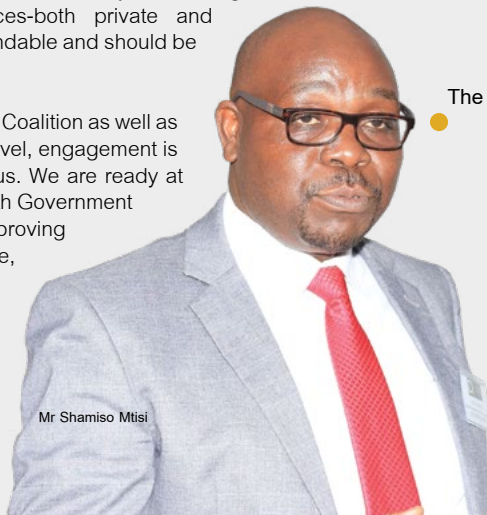 ces-both private and
ndable and should be
The
Coalition as well as
vel, engagement is
us. We are ready at
th Government
proving
e,
Mr Shamiso Mtisi